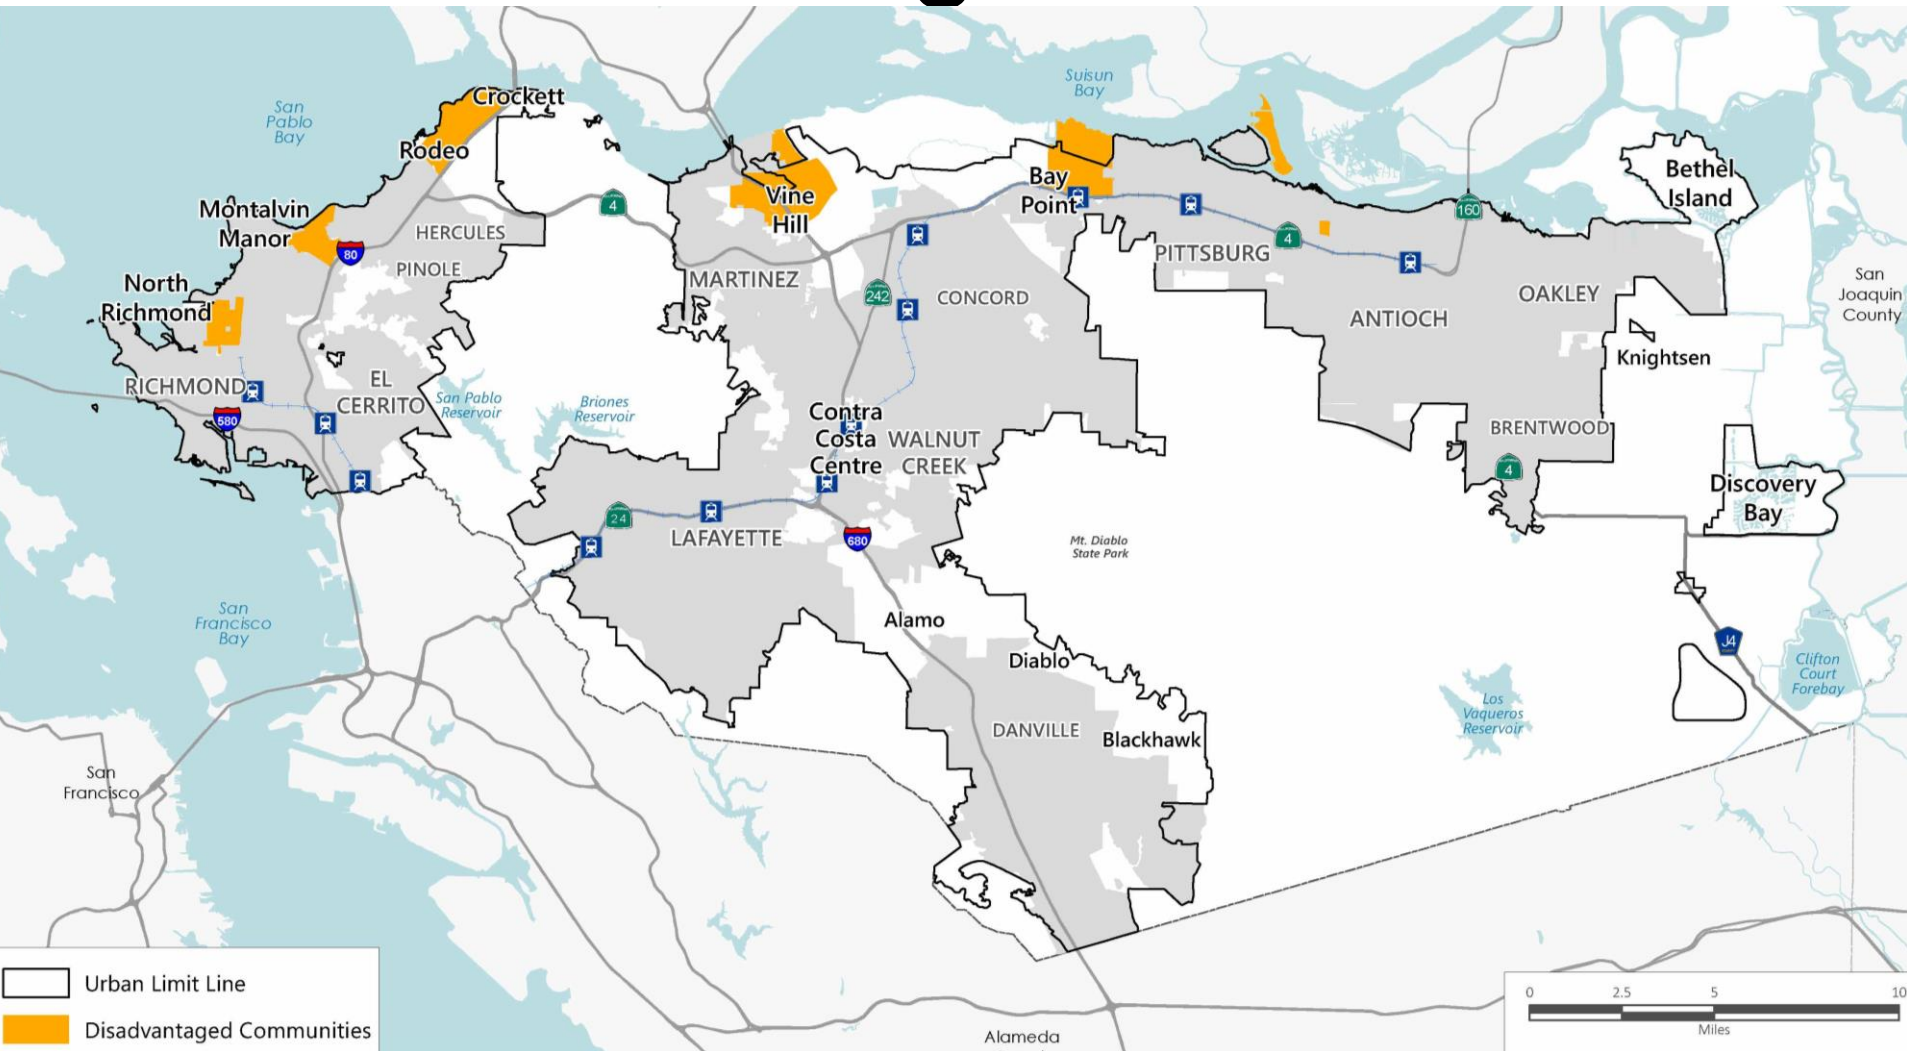 Crockett
San
Pablo
Bay
Suisun
Bay
Rodeo
Vine
Hill
Bay
Point
Bethel
Island
Montalvin
Manor
4
160
HERCULES
80
PINOLE
PITTSBURG
4
MARTINEZ
242
CONCORD
OAKLEY
San
Joaquin
County
North
Richmond
ANTIOCH
Knightsen
RICHMOND
580
EL
CERRITO
San Pablo
Reservoir
Briones
Reservoir
Contra
Costa
Centre
WALNUT
CREEK
BRENTWOOD
4
Discovery
Bay
24
LAFAYETTE
680
Mt. Diablo
State Park
San
Francisco
Bay
Alamo
Diablo
J4
Clifton
Court
Forebay
Los
Vaqueros
Reservoir
DANVILLE
Blackhawk
San
Francisco
Urban Limit Line
Disadvantaged Communities
Alameda
0 2.5 5 10
Miles